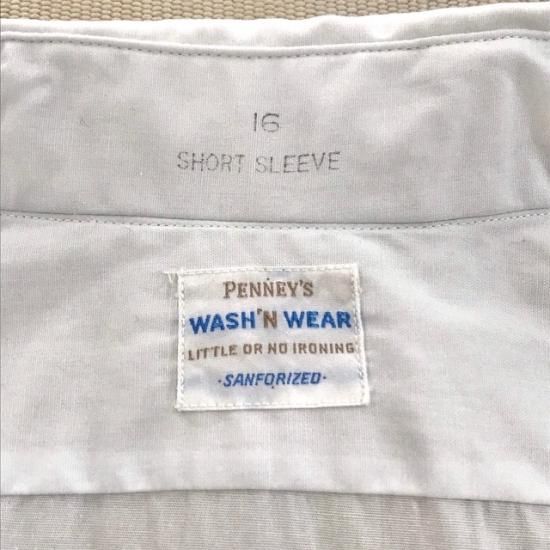 16
SHORT SLEEVE
PENNEY'S
WASH 'N WEAR
LITTLE OR NO IRONING
·SANFORIZED·